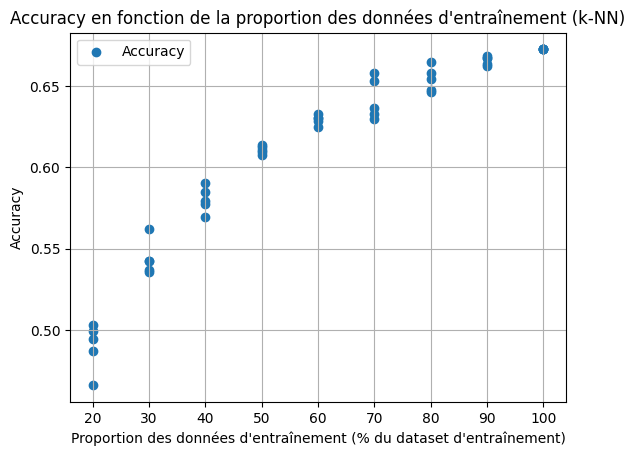 Accuracy en fonction de la proportion des données d'entraînement (k-NN)
Accuracy
0.65
0.60
0.55
0.50
Accuracy
20 30 40 50 60 70 80 90 100
Proportion des données d'entraînement (% du dataset d'entraînement)